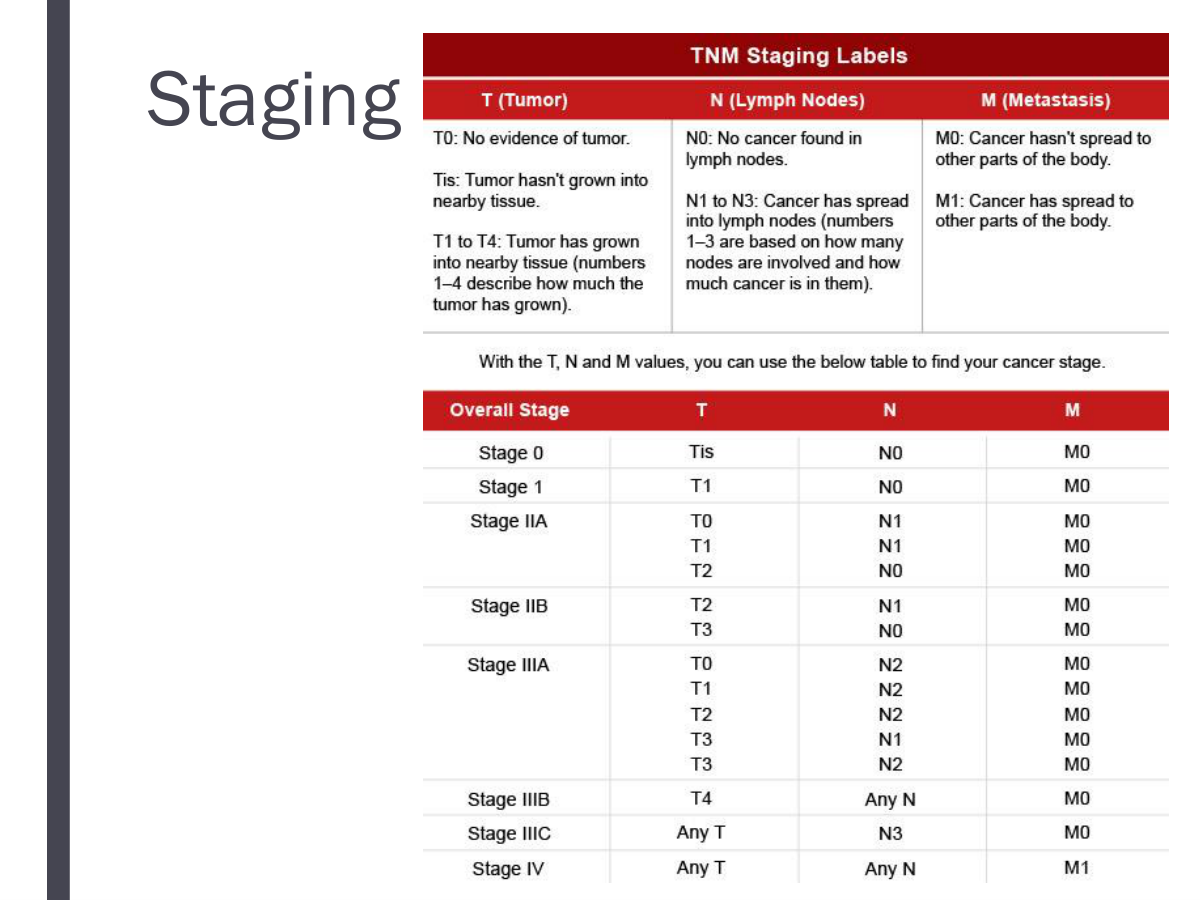 Staging
TNM Staging Labels
T (Tumor) N (Lymph Nodes) M (Metastasis)
T0: No evidence of tumor.
Tis: Tumor hasn't grown into
nearby tissue.
T1 to T4: Tumor has grown
into nearby tissue (numbers
1–4 describe how much the
tumor has grown).
N0: No cancer found in
lymph nodes.
N1 to N3: Cancer has spread
into lymph nodes (numbers
1–3 are based on how many
nodes are involved and how
much cancer is in them).
M0: Cancer hasn't spread to
other parts of the body.
M1: Cancer has spread to
other parts of the body.
With the T, N and M values, you can use the below table to find your cancer stage.
Overall Stage T N M
Stage 0 Tis N0 M0
Stage 1 T1 N0 M0
Stage IIA T0 N1 M0
T1 N1 M0
T2 N0 M0
Stage IIB T2 N1 M0
T3 N0 M0
Stage IIIA T0 N2 M0
T1 N2 M0
T2 N2 M0
T3 N1 M0
T3 N2 M0
Stage IIIB T4 Any N M0
Stage IIIC Any T N3 M0
Stage IV Any T Any N M1